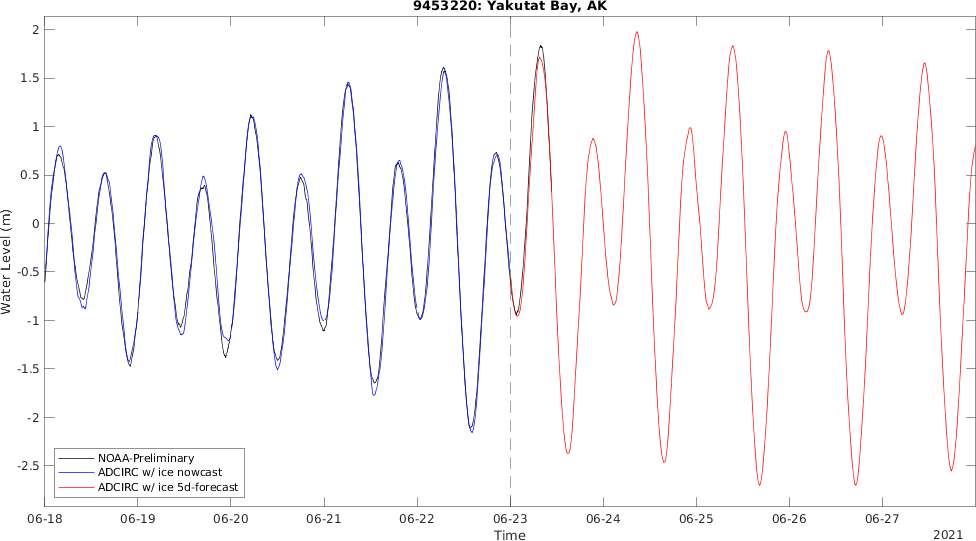 9453220: Yakutat Bay, AK
2
1.5
1
0.5
0
-0.5
-1
-1.5
-2
-2.5
Water Level (m)
NOAA-Preliminary
ADCIRC w/ ice nowcast
ADCIRC w/ ice 5d-forecast
06-18 06-19 06-20 06-21 06-22 06-23 06-24 06-25 06-26 06-27
Time
2021